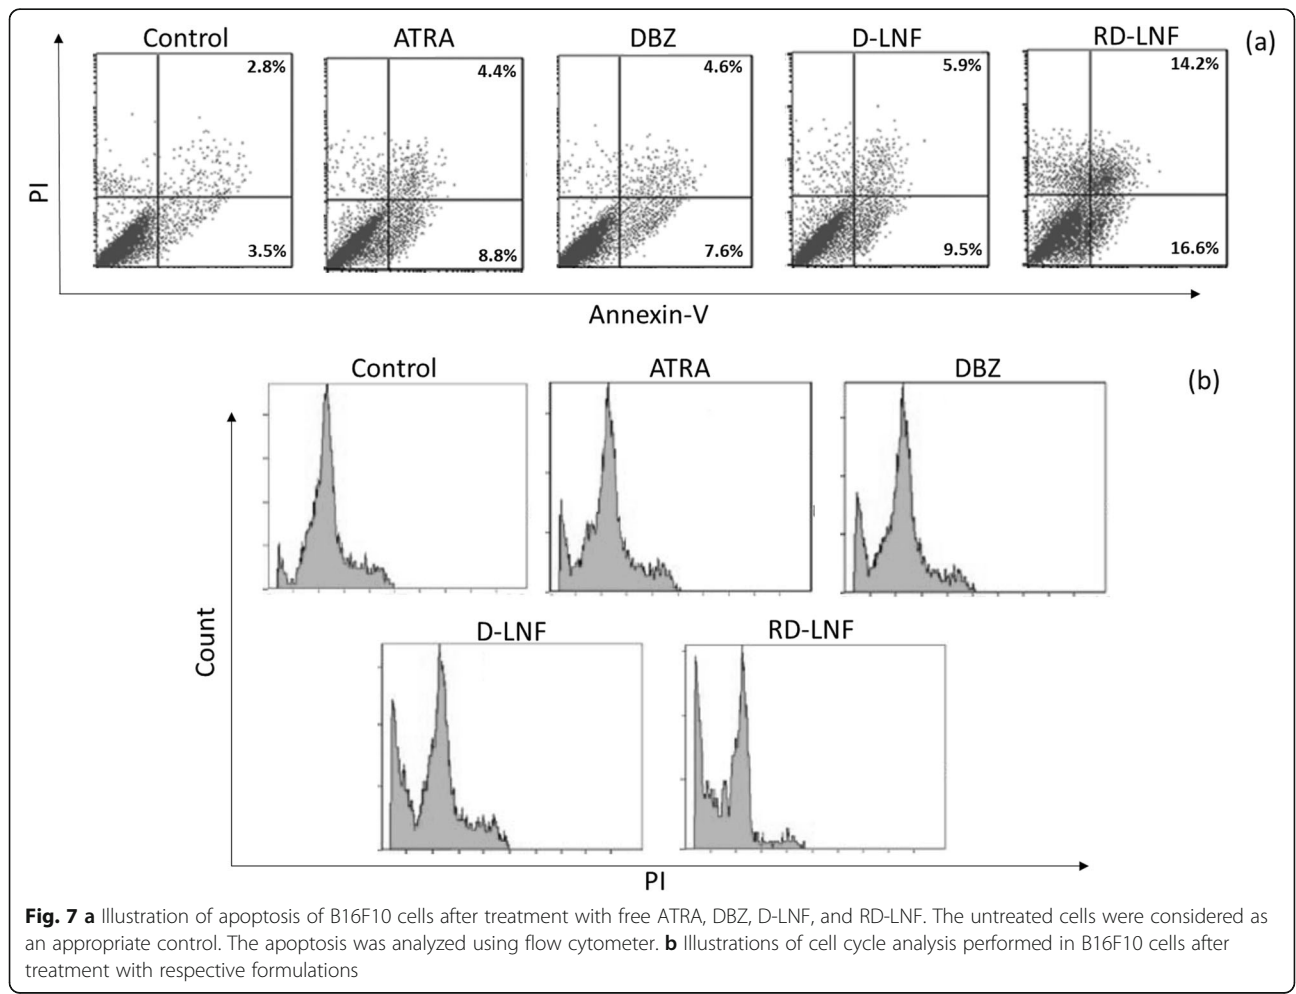 Control
ATRA
DBZ
D-LNF
RD-LNF
(a)
2.8%
4.4%
4.6%
5.9%
14.2%
PI
3.5%
8.8%
7.6%
9.5%
16.6%
Annexin-V
Control
ATRA
DBZ
(b)
D-LNF
RD-LNF
Count
PI
Fig. 7 a Illustration of apoptosis of B16F10 cells after treatment with free ATRA, DBZ, D-LNF, and RD-LNF. The untreated cells were considered as
an appropriate control. The apoptosis was analyzed using flow cytometer. b Illustrations of cell cycle analysis performed in B16F10 cells after
treatment with respective formulations